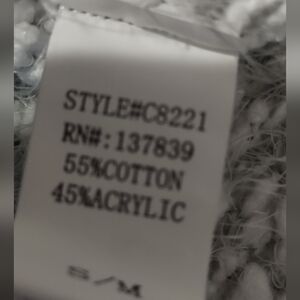 STYLE#C8221
RN#:137839
55%COTTON
45%ACRYLIC
S/M